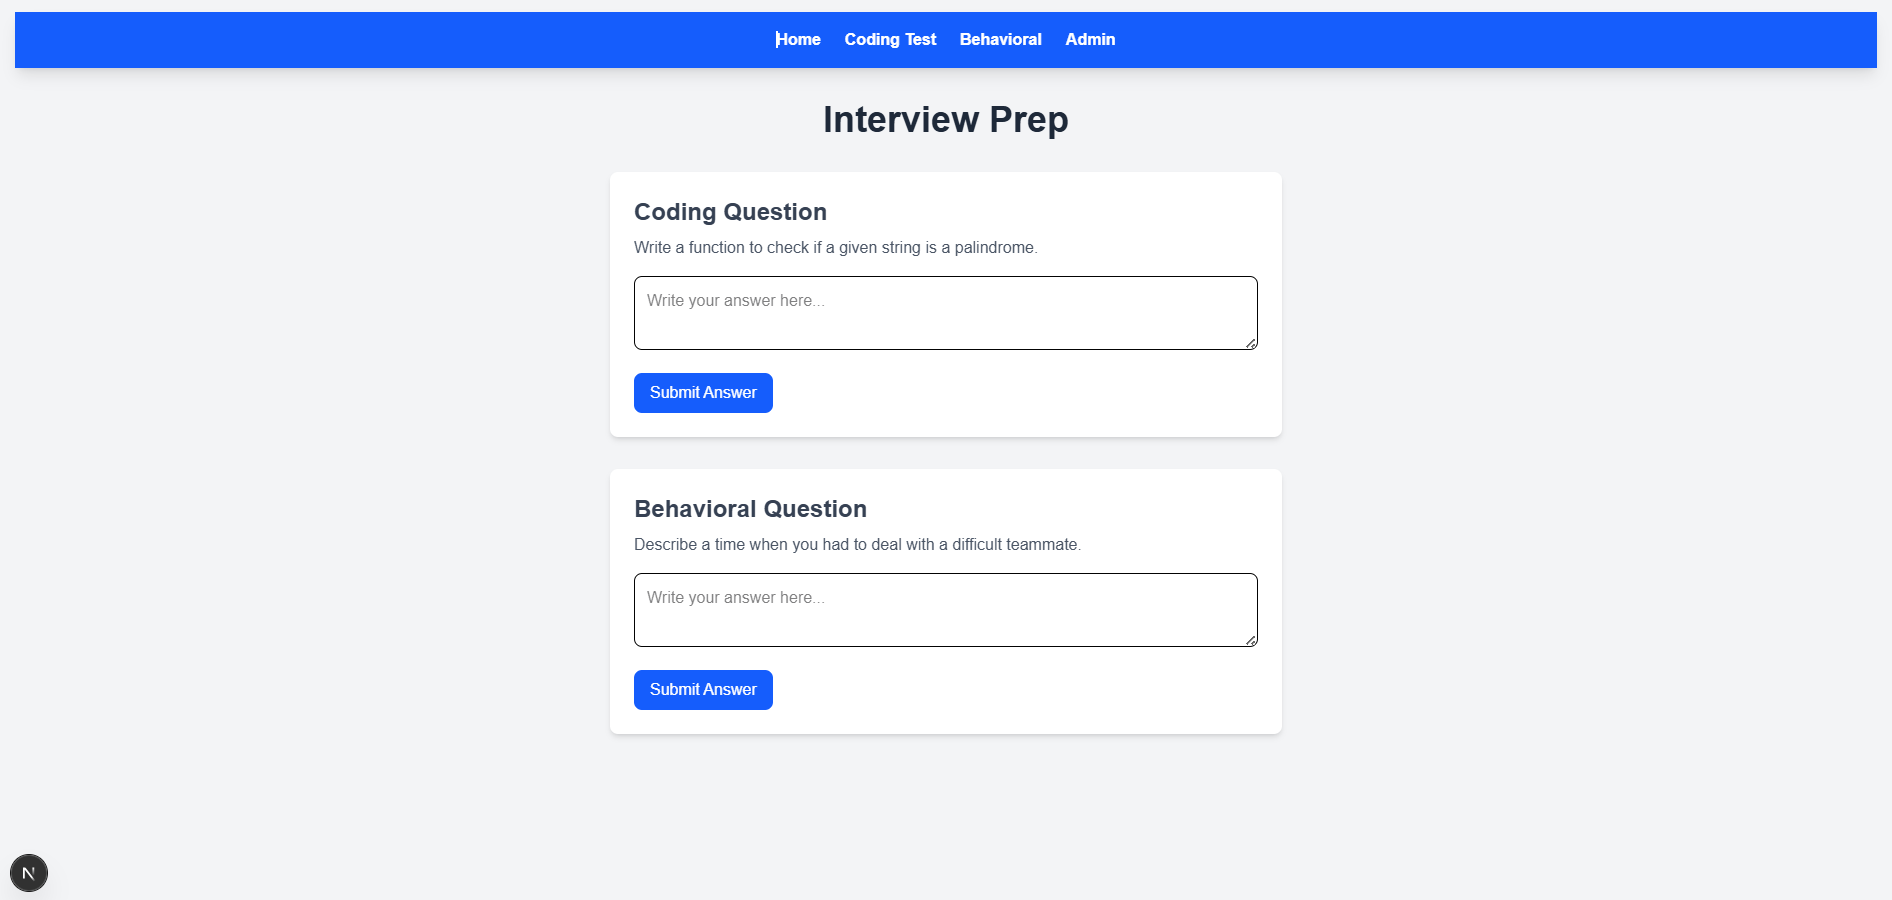 Home Coding Test Behavioral Admin
Interview Prep
Coding Question
Write a function to check if a given string is a palindrome.
Write your answer here...
Submit Answer
Behavioral Question
Describe a time when you had to deal with a difficult teammate.
Write your answer here...
Submit Answer
N